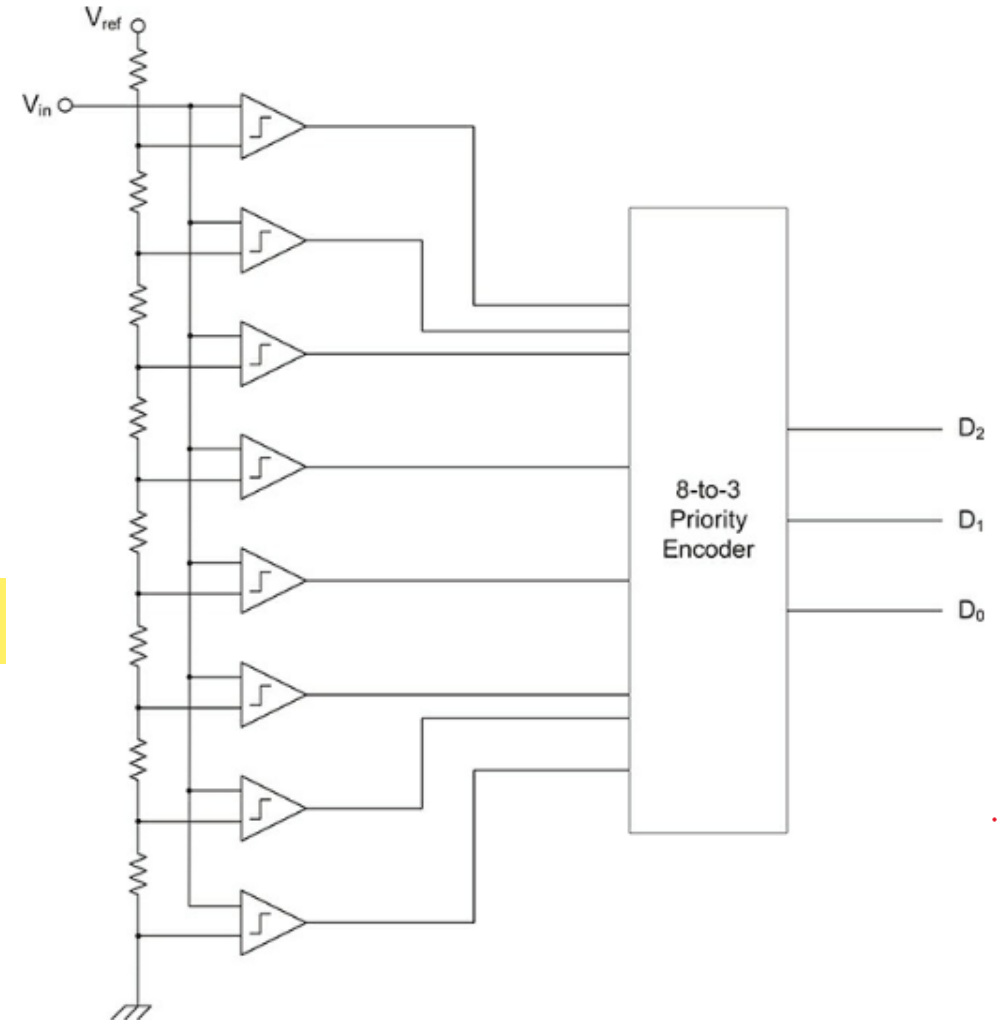 Vref
Vin
8-to-3
Priority
Encoder
D2
D1
D0